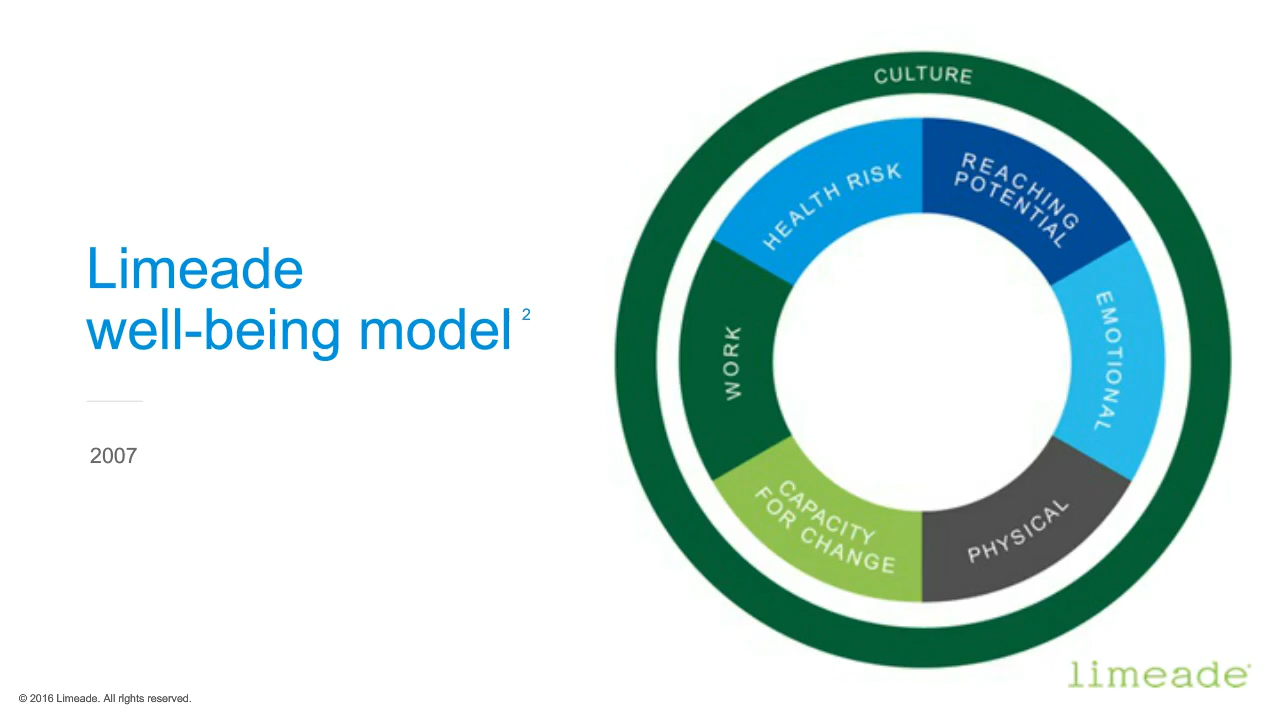 Limeade
well-being model 2
2007
CULTURE
HEALTH RISK
REACHING
POTENTIAL
EMOTIONAL
PHYSICAL
CAPACITY
FOR CHANGE
WORK
limeade
© 2016 Limeade. All rights reserved.